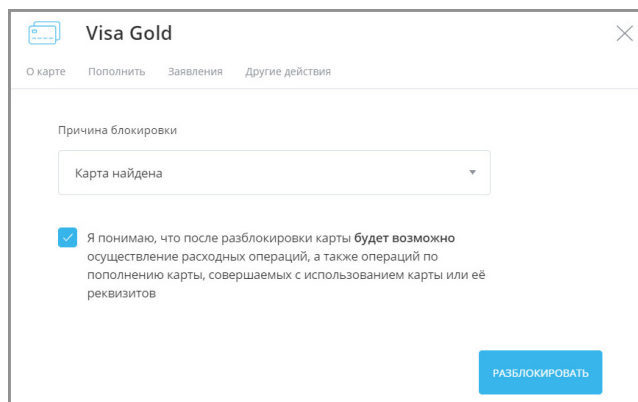 Visa Gold
О карте Пополнить Заявления Другие действия
Причина блокировки
Карта найдена
Я понимаю, что после разблокировки карты будет возможно
осуществление расходных операций, а также операций по
пополнению карты, совершаемых с использованием карты или её
реквизитов
РАЗБЛОКИРОВАТЬ